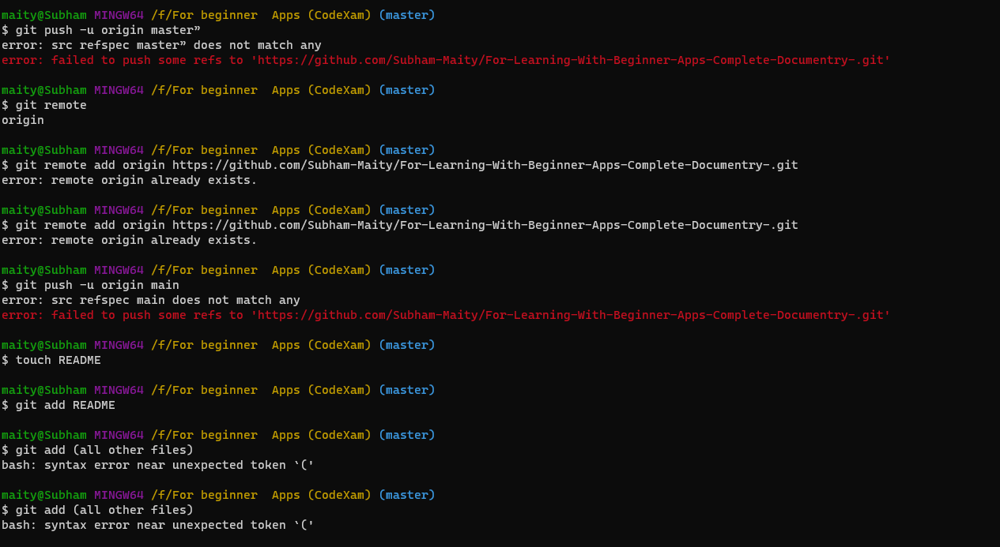 maity@Subham MINGW64 /f/For beginner  Apps (CodeXam) (master)
$ git push -u origin master”
error: src refspec master” does not match any
error: failed to push some refs to 'https://github.com/Subham-Maity/For-Learning-With-Beginner-Apps-Complete-Documentry-.git'
maity@Subham MINGW64 /f/For beginner  Apps (CodeXam) (master)
$ git remote
origin
maity@Subham MINGW64 /f/For beginner  Apps (CodeXam) (master)
$ git remote add origin https://github.com/Subham-Maity/For-Learning-With-Beginner-Apps-Complete-Documentry-.git
error: remote origin already exists.
maity@Subham MINGW64 /f/For beginner  Apps (CodeXam) (master)
$ git remote add origin https://github.com/Subham-Maity/For-Learning-With-Beginner-Apps-Complete-Documentry-.git
error: remote origin already exists.
maity@Subham MINGW64 /f/For beginner  Apps (CodeXam) (master)
$ git push -u origin main
error: src refspec main does not match any
error: failed to push some refs to 'https://github.com/Subham-Maity/For-Learning-With-Beginner-Apps-Complete-Documentry-.git'
maity@Subham MINGW64 /f/For beginner  Apps (CodeXam) (master)
$ touch README
maity@Subham MINGW64 /f/For beginner  Apps (CodeXam) (master)
$ git add README
maity@Subham MINGW64 /f/For beginner  Apps (CodeXam) (master)
$ git add (all other files)
bash: syntax error near unexpected token `('
maity@Subham MINGW64 /f/For beginner  Apps (CodeXam) (master)
$ git add (all other files)
bash: syntax error near unexpected token `('